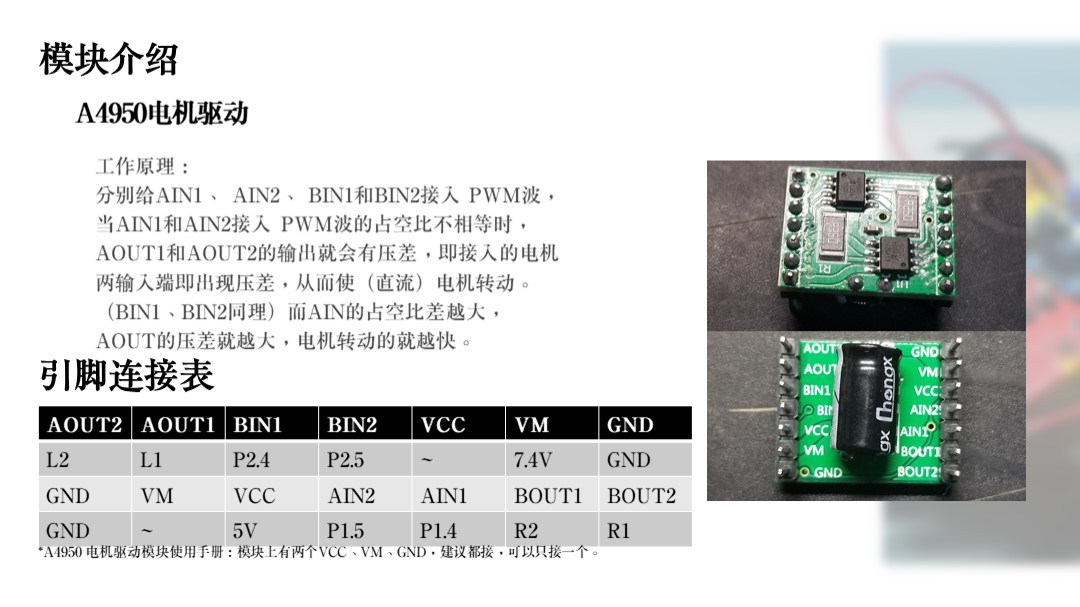 模块介绍
A4950电机驱动
工作原理：
分别给AIN1 、 AIN2 、 BIN1和BIN2接入 PWM波，
当AIN1和AIN2接入 PWM波的占空比不相等时，
AOUT1和AOUT2的输出就会有压差，即接入的电机
两输入端即出现压差，从而使（直流）电机转动。
（BIN1、BIN2同理）而AIN的占空比差越大，
AOUT的压差就越大，电机转动的就越快。
引脚连接表
AOUT2 AOUT1 BIN1 BIN2 VCC VM GND
L2 L1 P2.4 P2.5 ~ 7.4V GND
GND VM VCC AIN2 AIN1 BOUT1 BOUT2
GND ~ 5V P1.5 P1.4 R2 R1
*A4950 电机驱动模块使用手册：模块上有两个VCC 、VM 、GND，建议都接，可以只接一个。
R1
U1
AOUT GND
AOUT VM
BIN1 VCC
BIN AIN2
VCC AIN1
VM BOUT1
GND BOUT2
Chongx
gx